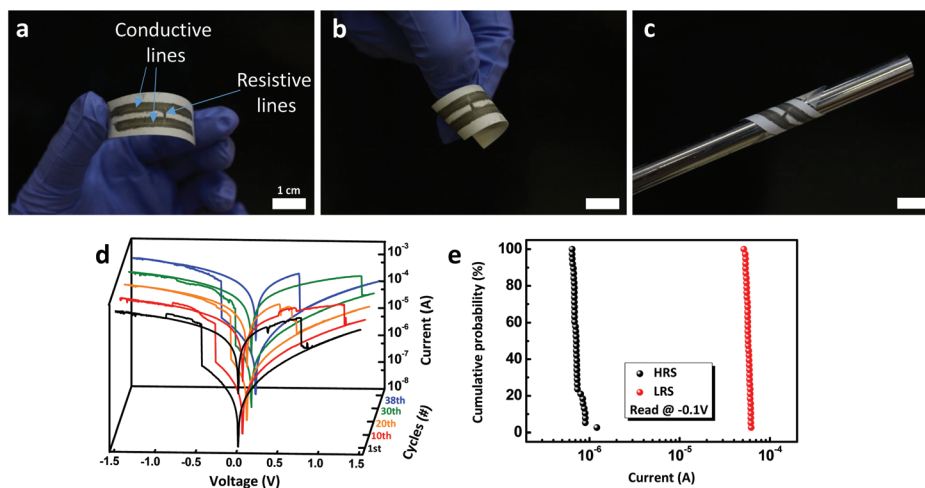 a
Conductive
lines
Resistive
lines
1 cm
b
c
d
10⁻³
10⁻⁴
10⁻⁵
10⁻⁶
10⁻⁷
10⁻⁸
Current (A)
38th
30th
20th
10th
1st
Cycles (#)
-1.5 -1.0 -0.5 0.0 0.5 1.0 1.5
Voltage (V)
e
100
80
60
40
20
0
Cumulative probability (%)
HRS
LRS
Read @ -0.1V
10⁻⁶ 10⁻⁵ 10⁻⁴
Current (A)